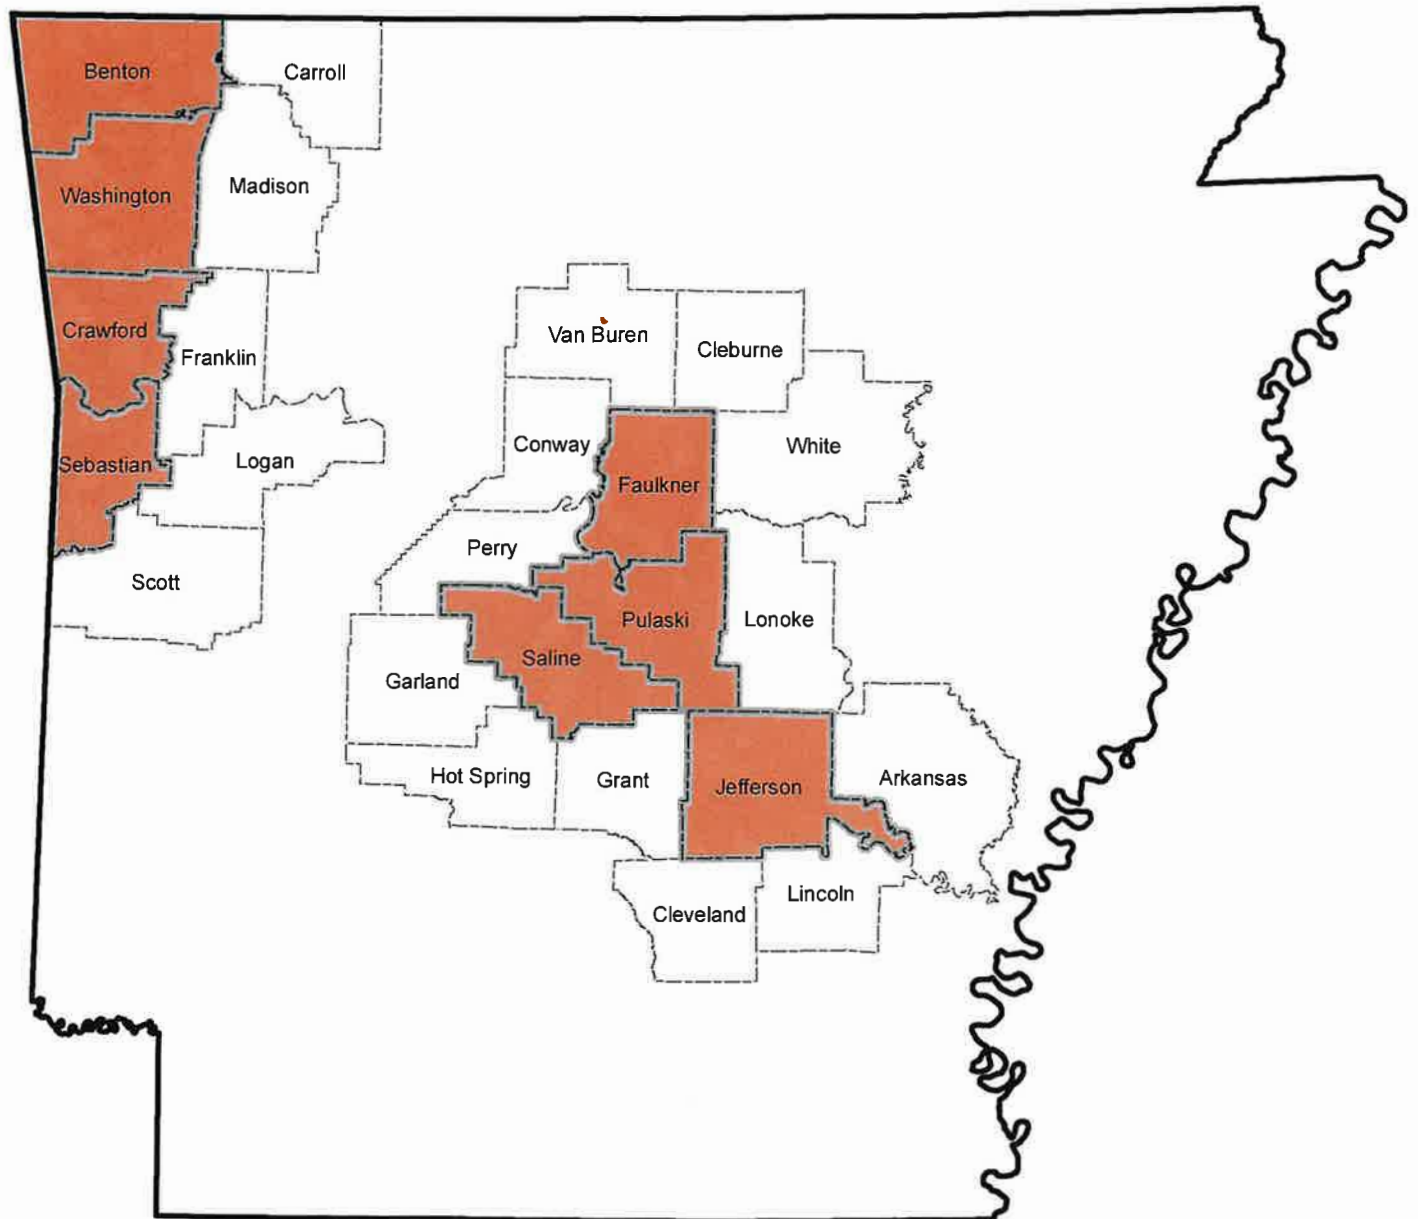 Benton
Carroll
Washington
Madison
Crawford
Franklin
Van Buren
Cleburne
Sebastian
Logan
Conway
White
Faulkner
Scott
Perry
Pulaski
Lonoke
Saline
Garland
Hot Spring
Grant
Jefferson
Arkansas
Cleveland
Lincoln